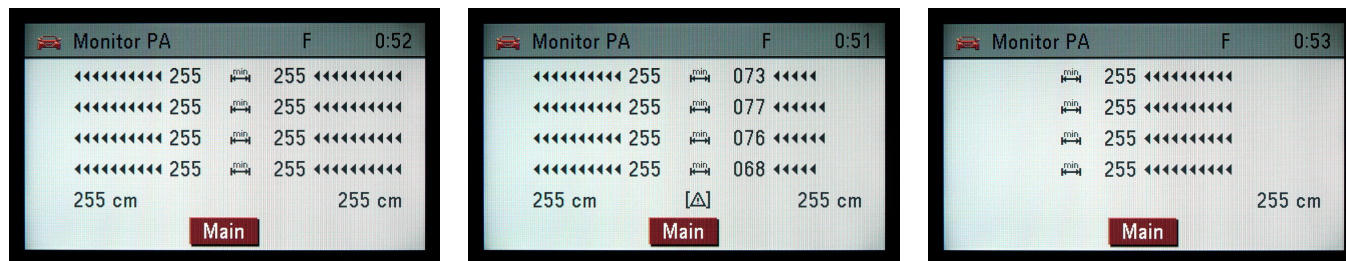 Monitor PA F 0:52
255 min 255
255 min 255
255 min 255
255 min 255
255 cm 255 cm
Main
Monitor PA F 0:51
255 min 073
255 min 077
255 min 076
255 min 068
255 cm 255 cm
Main
Monitor PA F 0:53
min 255
min 255
min 255
min 255
255 cm
Main